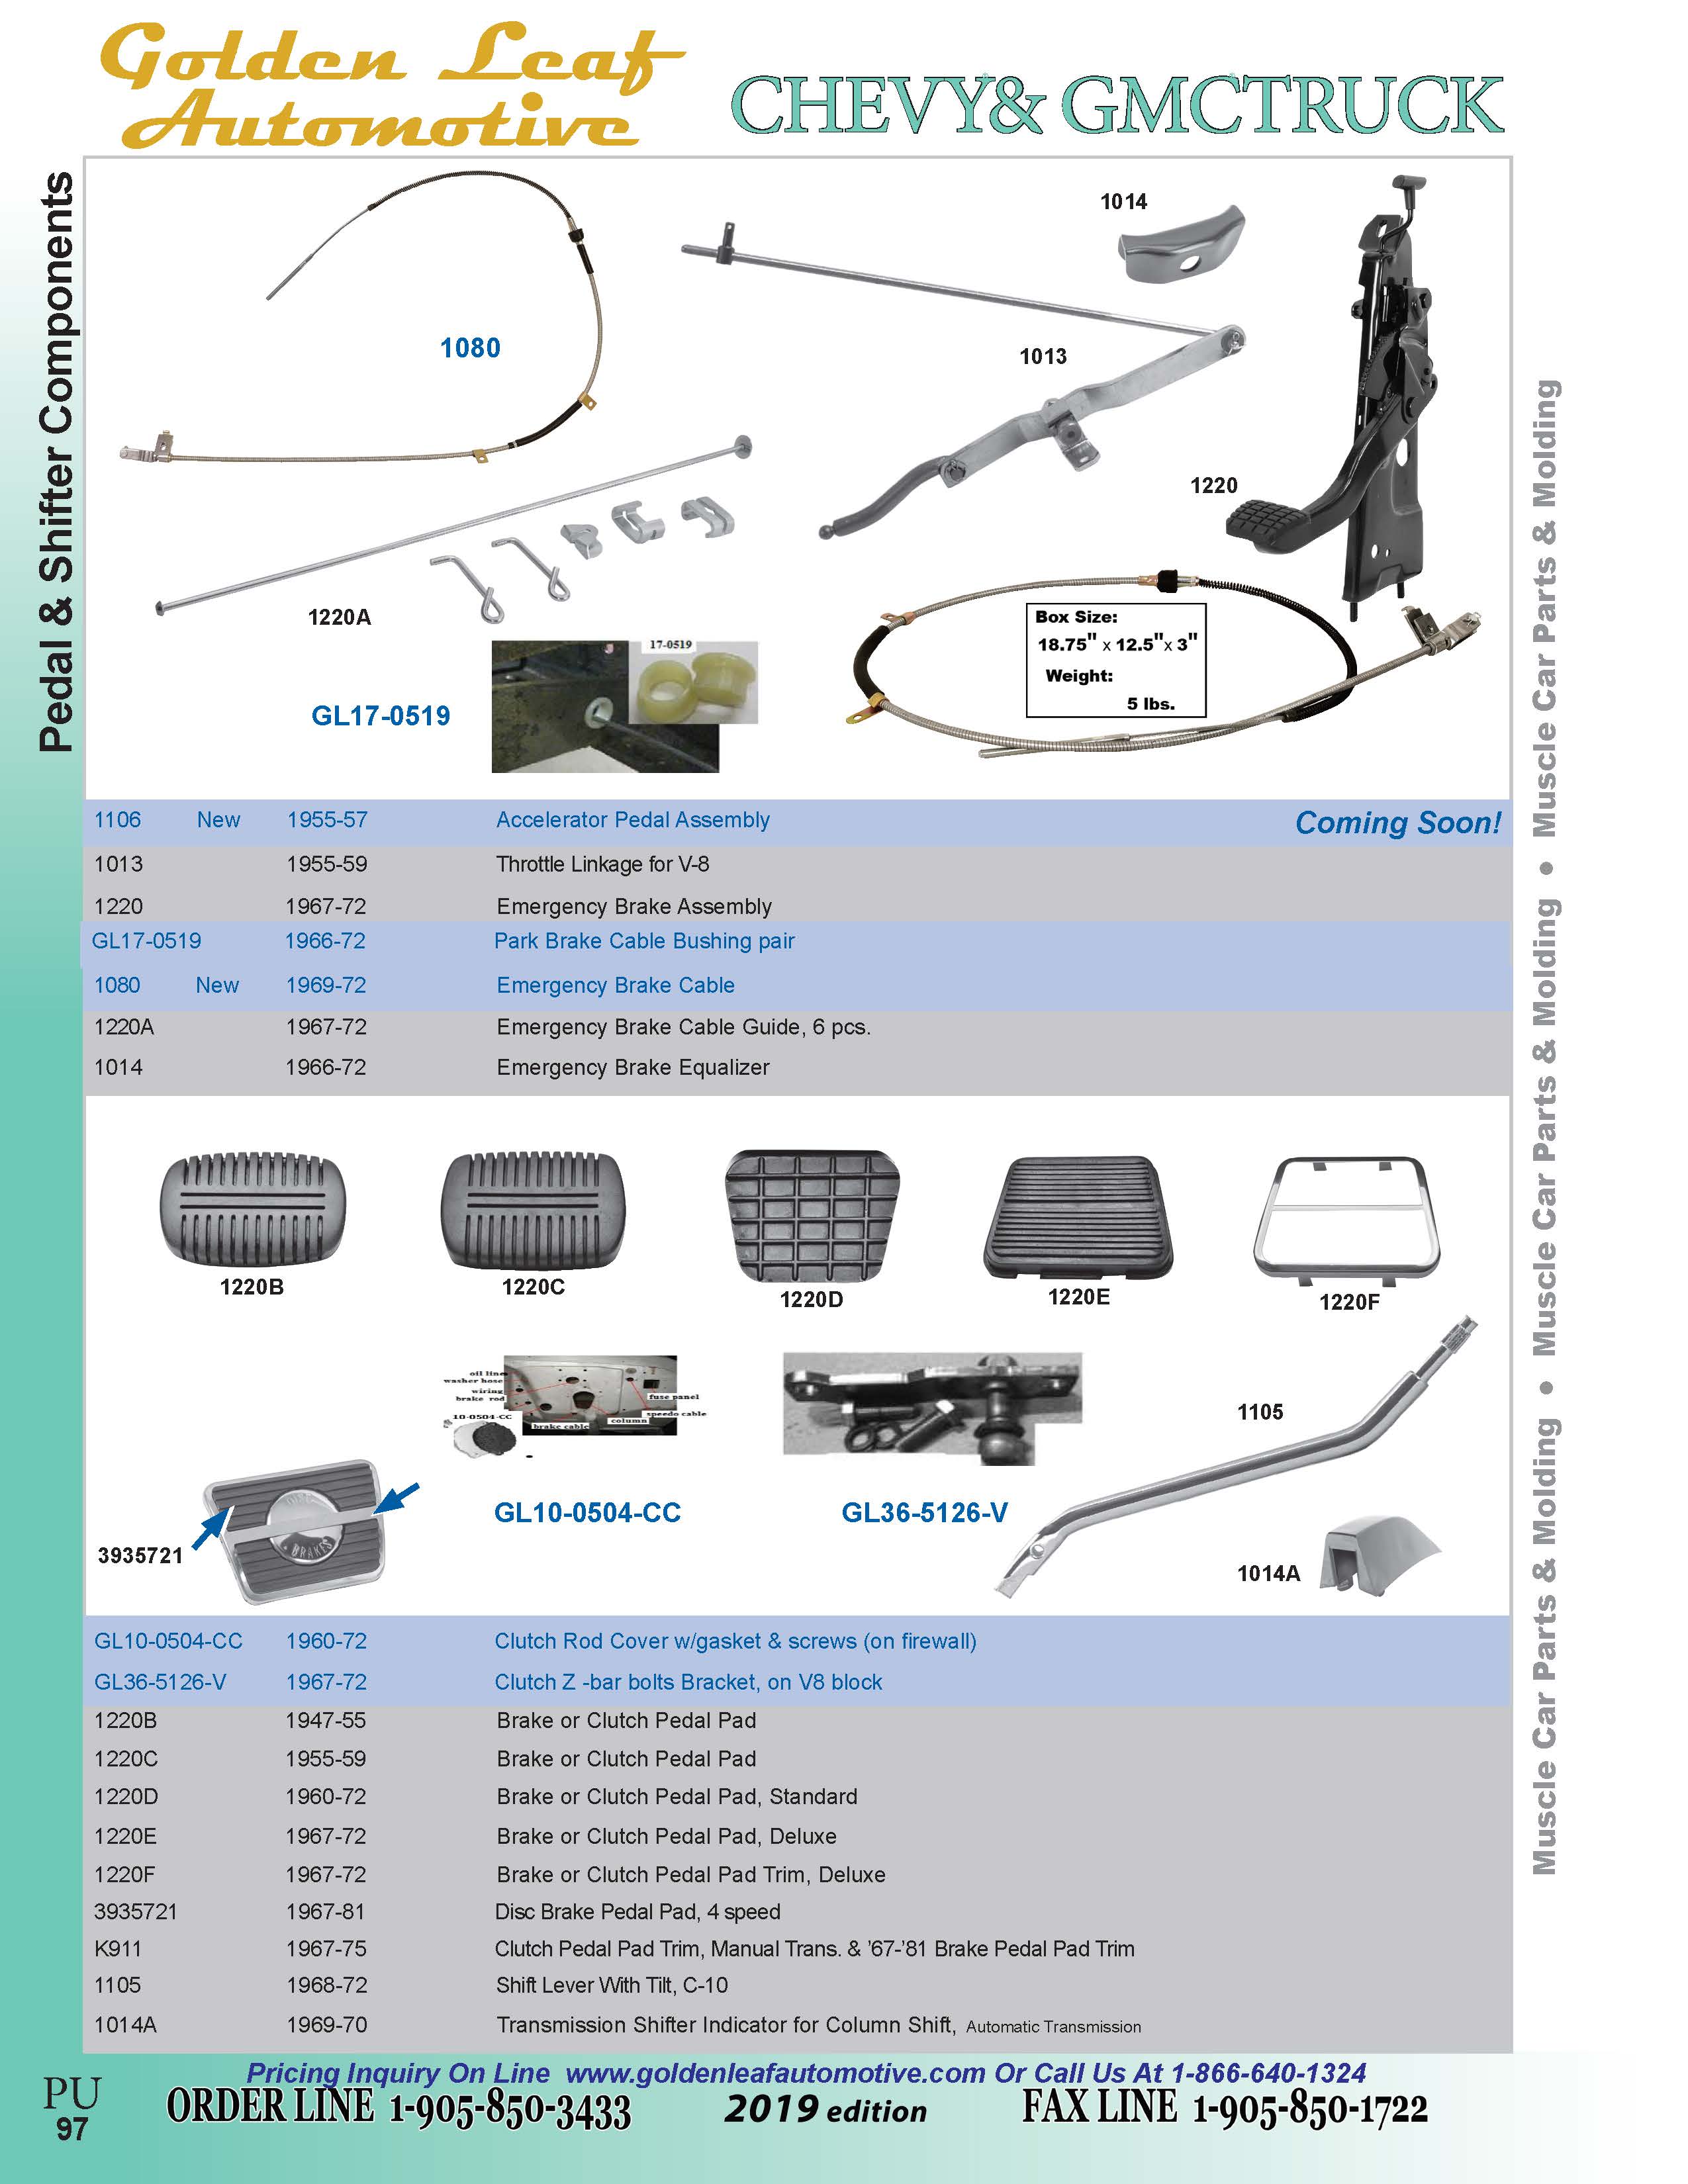 Golden Leaf
Automotive
CHEVY& GMCTRUCK
Pedal & Shifter Components
1014
1080
1013
1220
1220A
17-0519
GL17-0519
Box Size:
18.75" x 12.5"x 3"
Weight:
5 lbs.
1106 New 1955-57 Accelerator Pedal Assembly Coming Soon!
1013 1955-59 Throttle Linkage for V-8
1220 1967-72 Emergency Brake Assembly
GL17-0519 1966-72 Park Brake Cable Bushing pair
1080 New 1969-72 Emergency Brake Cable
1220A 1967-72 Emergency Brake Cable Guide, 6 pcs.
1014 1966-72 Emergency Brake Equalizer
1220B
1220C
1220D
1220E
1220F
oil line
washer hose
wiring
brake rod
10-0504-CC
fuse panel
speedo cable
column
brake cable
1105
GL10-0504-CC
GL36-5126-V
BRAKES
3935721
1014A
GL10-0504-CC 1960-72 Clutch Rod Cover w/gasket & screws (on firewall)
GL36-5126-V 1967-72 Clutch Z -bar bolts Bracket, on V8 block
1220B 1947-55 Brake or Clutch Pedal Pad
1220C 1955-59 Brake or Clutch Pedal Pad
1220D 1960-72 Brake or Clutch Pedal Pad, Standard
1220E 1967-72 Brake or Clutch Pedal Pad, Deluxe
1220F 1967-72 Brake or Clutch Pedal Pad Trim, Deluxe
3935721 1967-81 Disc Brake Pedal Pad, 4 speed
K911 1967-75 Clutch Pedal Pad Trim, Manual Trans. & '67-'81 Brake Pedal Pad Trim
1105 1968-72 Shift Lever With Tilt, C-10
1014A 1969-70 Transmission Shifter Indicator for Column Shift, Automatic Transmission
Muscle Car Parts & Molding • Muscle Car Parts & Molding • Muscle Car Parts & Molding
Pricing Inquiry On Line www.goldenleafautomotive.com Or Call Us At 1-866-640-1324
PU
97
ORDER LINE 1-905-850-3433
2019 edition
FAX LINE 1-905-850-1722